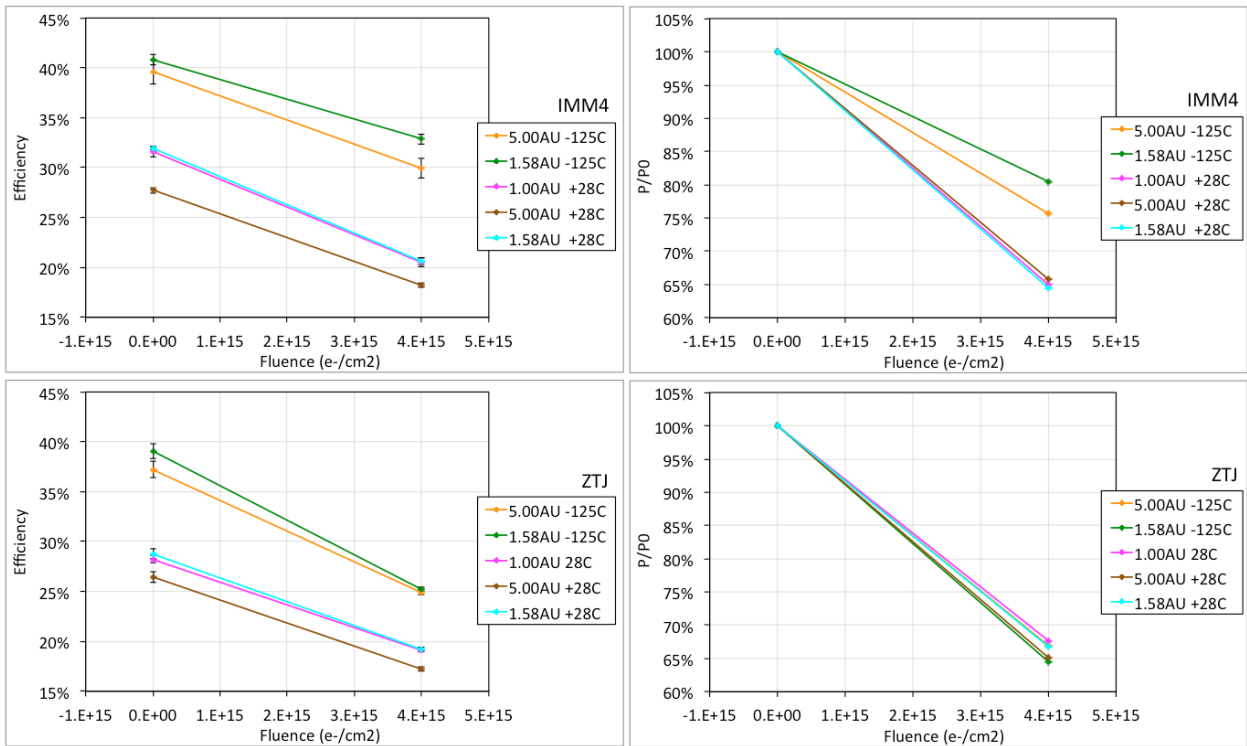 45%
40%
35%
30%
25%
20%
15%
Efficiency
IMM4
5.00AU -125C
1.58AU -125C
1.00AU +28C
5.00AU +28C
1.58AU +28C
-1.E+15 0.E+00 1.E+15 2.E+15 3.E+15 4.E+15 5.E+15
Fluence (e-/cm2)
105%
100%
95%
90%
85%
80%
75%
70%
65%
60%
P/P0
IMM4
5.00AU -125C
1.58AU -125C
1.00AU +28C
5.00AU +28C
1.58AU +28C
-1.E+15 0.E+00 1.E+15 2.E+15 3.E+15 4.E+15 5.E+15
Fluence (e-/cm2)
45%
40%
35%
30%
25%
20%
15%
Efficiency
ZTJ
5.00AU -125C
1.58AU -125C
1.00AU 28C
5.00AU +28C
1.58AU +28C
-1.E+15 0.E+00 1.E+15 2.E+15 3.E+15 4.E+15 5.E+15
Fluence (e-/cm2)
105%
100%
95%
90%
85%
80%
75%
70%
65%
60%
P/P0
ZTJ
5.00AU -125C
1.58AU -125C
1.00AU 28C
5.00AU +28C
1.58AU +28C
-1.E+15 0.E+00 1.E+15 2.E+15 3.E+15 4.E+15 5.E+15
Fluence (e-/cm2)